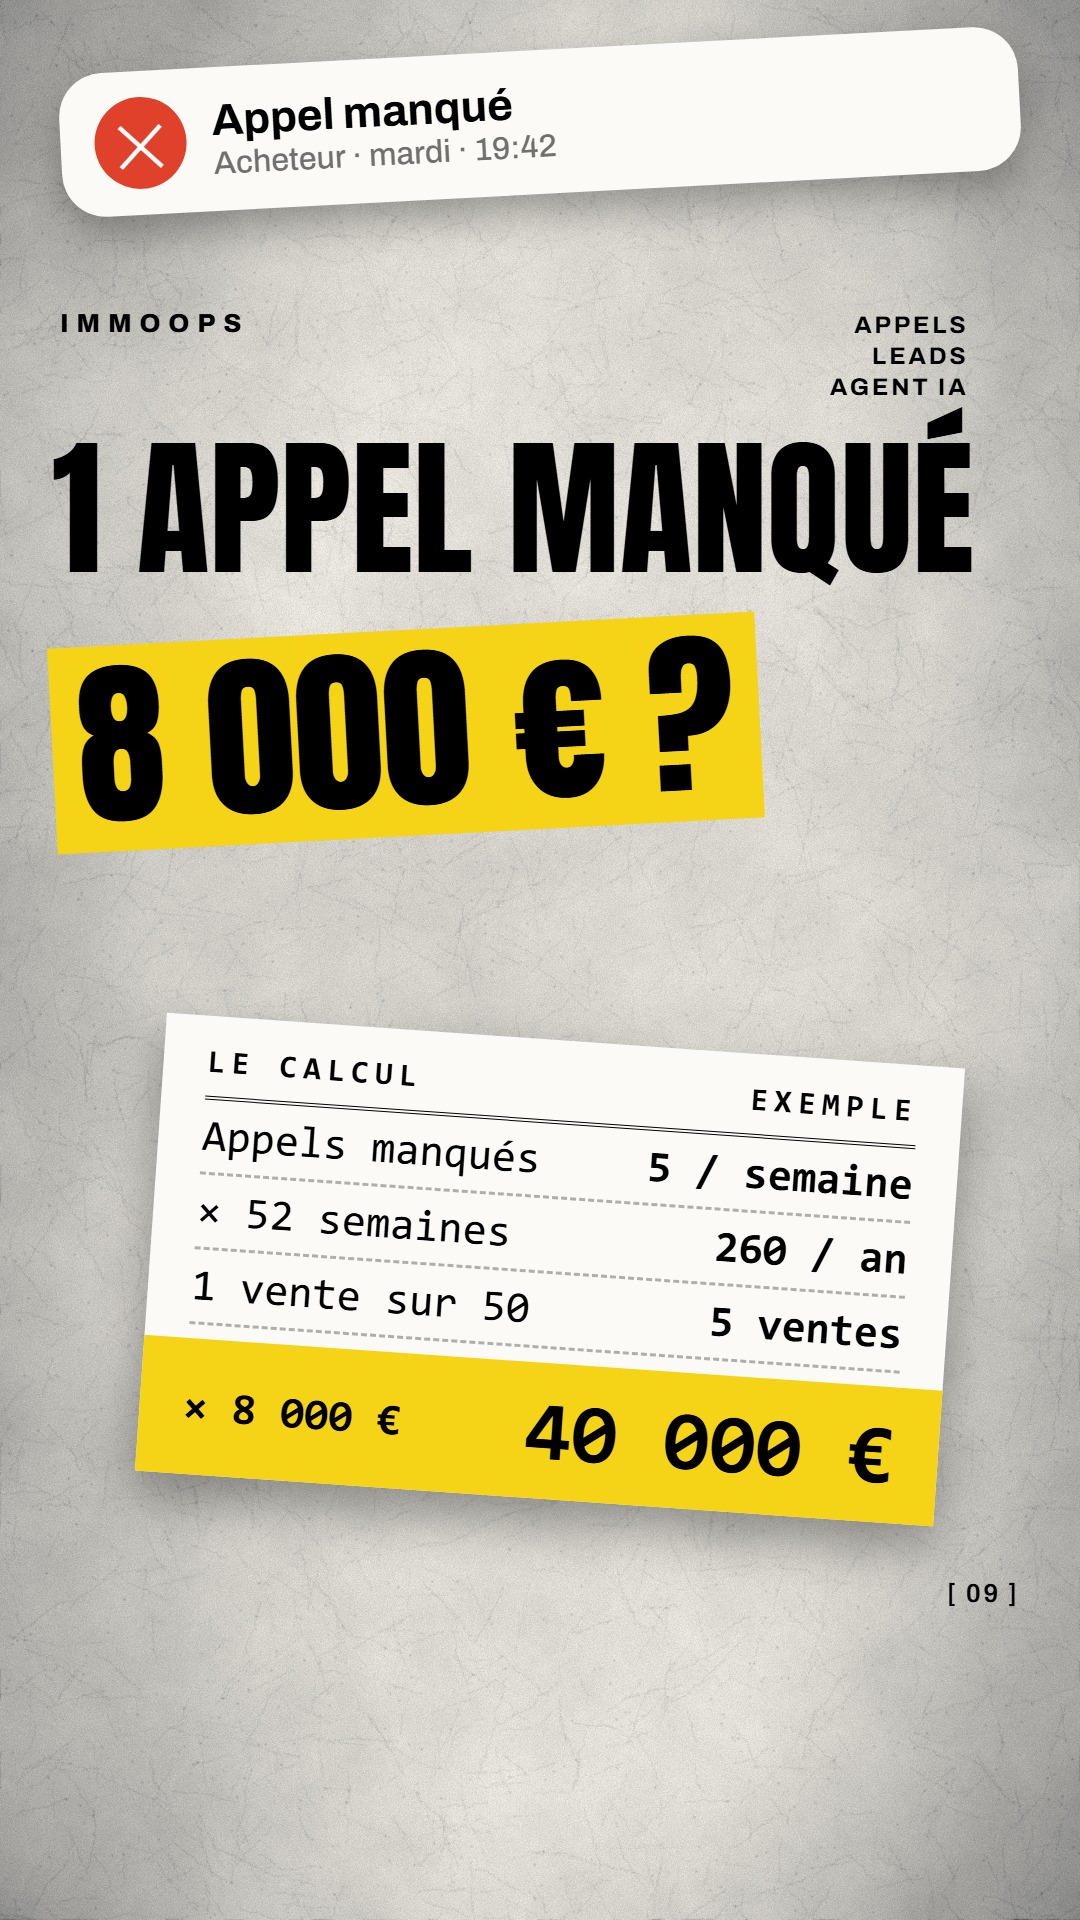 Appel manqué
Acheteur · mardi · 19:42
IMMOOPS
APPELS
LEADS
AGENT IA
1 APPEL MANQUÉ
8 000 € ?
LE CALCUL EXEMPLE
Appels manqués 5 / semaine
× 52 semaines 260 / an
1 vente sur 50 5 ventes
× 8 000 € 40 000 €
[ 09 ]